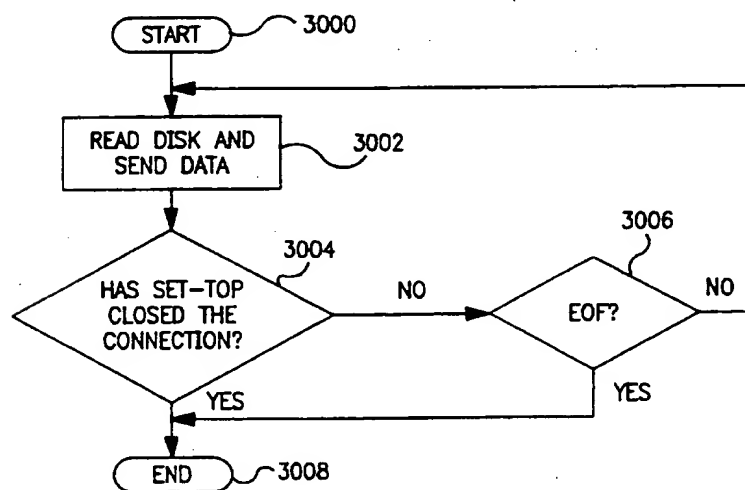 START
3000
READ DISK AND
SEND DATA
3002
3004
HAS SET-TOP
CLOSED THE
CONNECTION?
NO
3006
EOF?
NO
YES
YES
END
3008